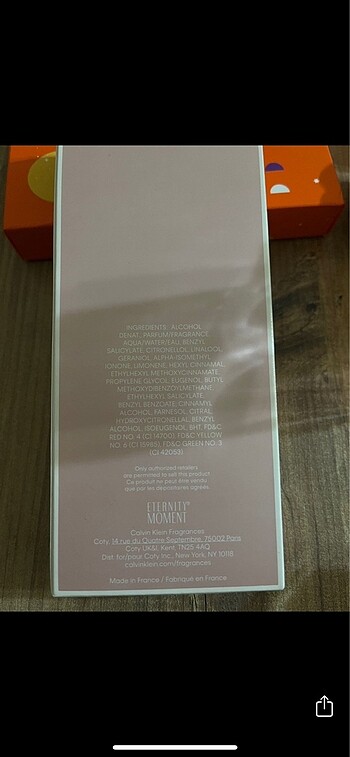 INGREDIENTS: ALCOHOL
DENAT, PARFUM/FRAGRANCE,
AQUA/WATER/EAU, BENZYL
SALICYLATE, CITRONELLOL, LINALOOL,
GERANIOL, ALPHA-ISOMETHYL
IONONE, LIMONENE, HEXYL CINNAMAL,
ETHYLHEXYL METHOXYCINNAMATE,
PROPYLENE GLYCOL, EUGENOL, BUTYL
METHOXYDIBENZOYLMETHANE,
ETHYLHEXYL SALICYLATE,
BENZYL BENZOATE, CINNAMYL
ALCOHOL, FARNESOL, CITRAL,
HYDROXYCITRONELLAL, BENZYL
ALCOHOL, ISOEUGENOL, BHT, FD&C
RED NO. 4 (CI 14700), FD&C YELLOW
NO. 6 (CI 15985), FD&C GREEN NO. 3
(CI 42053)
Only authorized retailers
are permitted to sell this product
Ce produit ne peut être vendu
que par les dépositaires agréés.
ETERNITY®
MOMENT
Calvin Klein Fragrances
Coty, 14 rue du Quatre Septembre, 75002 Paris
Coty UK&I, Kent, TN25 4AQ
Dist. for/pour Coty Inc., New York, NY 10118
calvinklein.com/fragrances
Made in France / Fabriqué en France